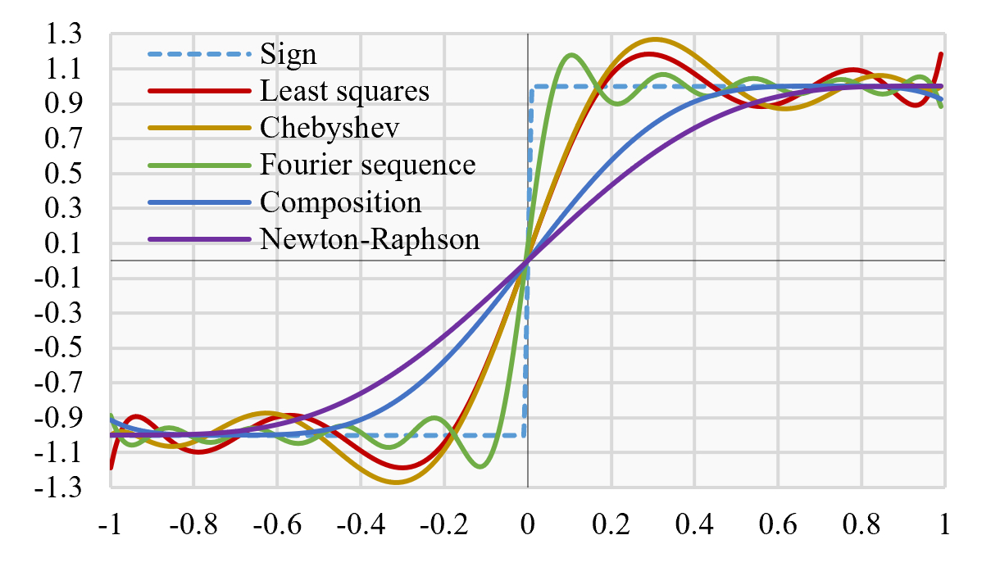 1.3
1.1
0.9
0.7
0.5
0.3
0.1
-0.1
-0.3
-0.5
-0.7
-0.9
-1.1
-1.3
Sign
Least squares
Chebyshev
Fourier sequence
Composition
Newton-Raphson
-1 -0.8 -0.6 -0.4 -0.2 0 0.2 0.4 0.6 0.8 1